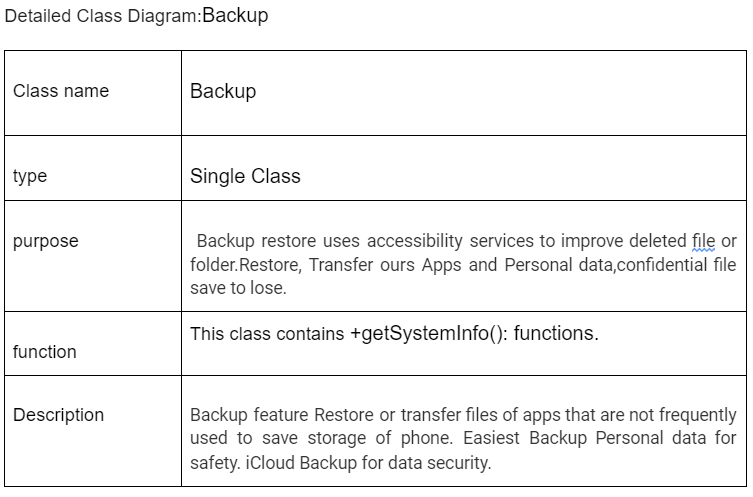 Detailed Class Diagram:Backup
Class name
Backup
type
Single Class
purpose
Backup restore uses accessibility services to improve deleted file or
folder.Restore, Transfer ours Apps and Personal data,confidential file
save to lose.
function
This class contains +getSystemInfo(): functions.
Description
Backup feature Restore or transfer files of apps that are not frequently
used to save storage of phone. Easiest Backup Personal data for
safety. iCloud Backup for data security.